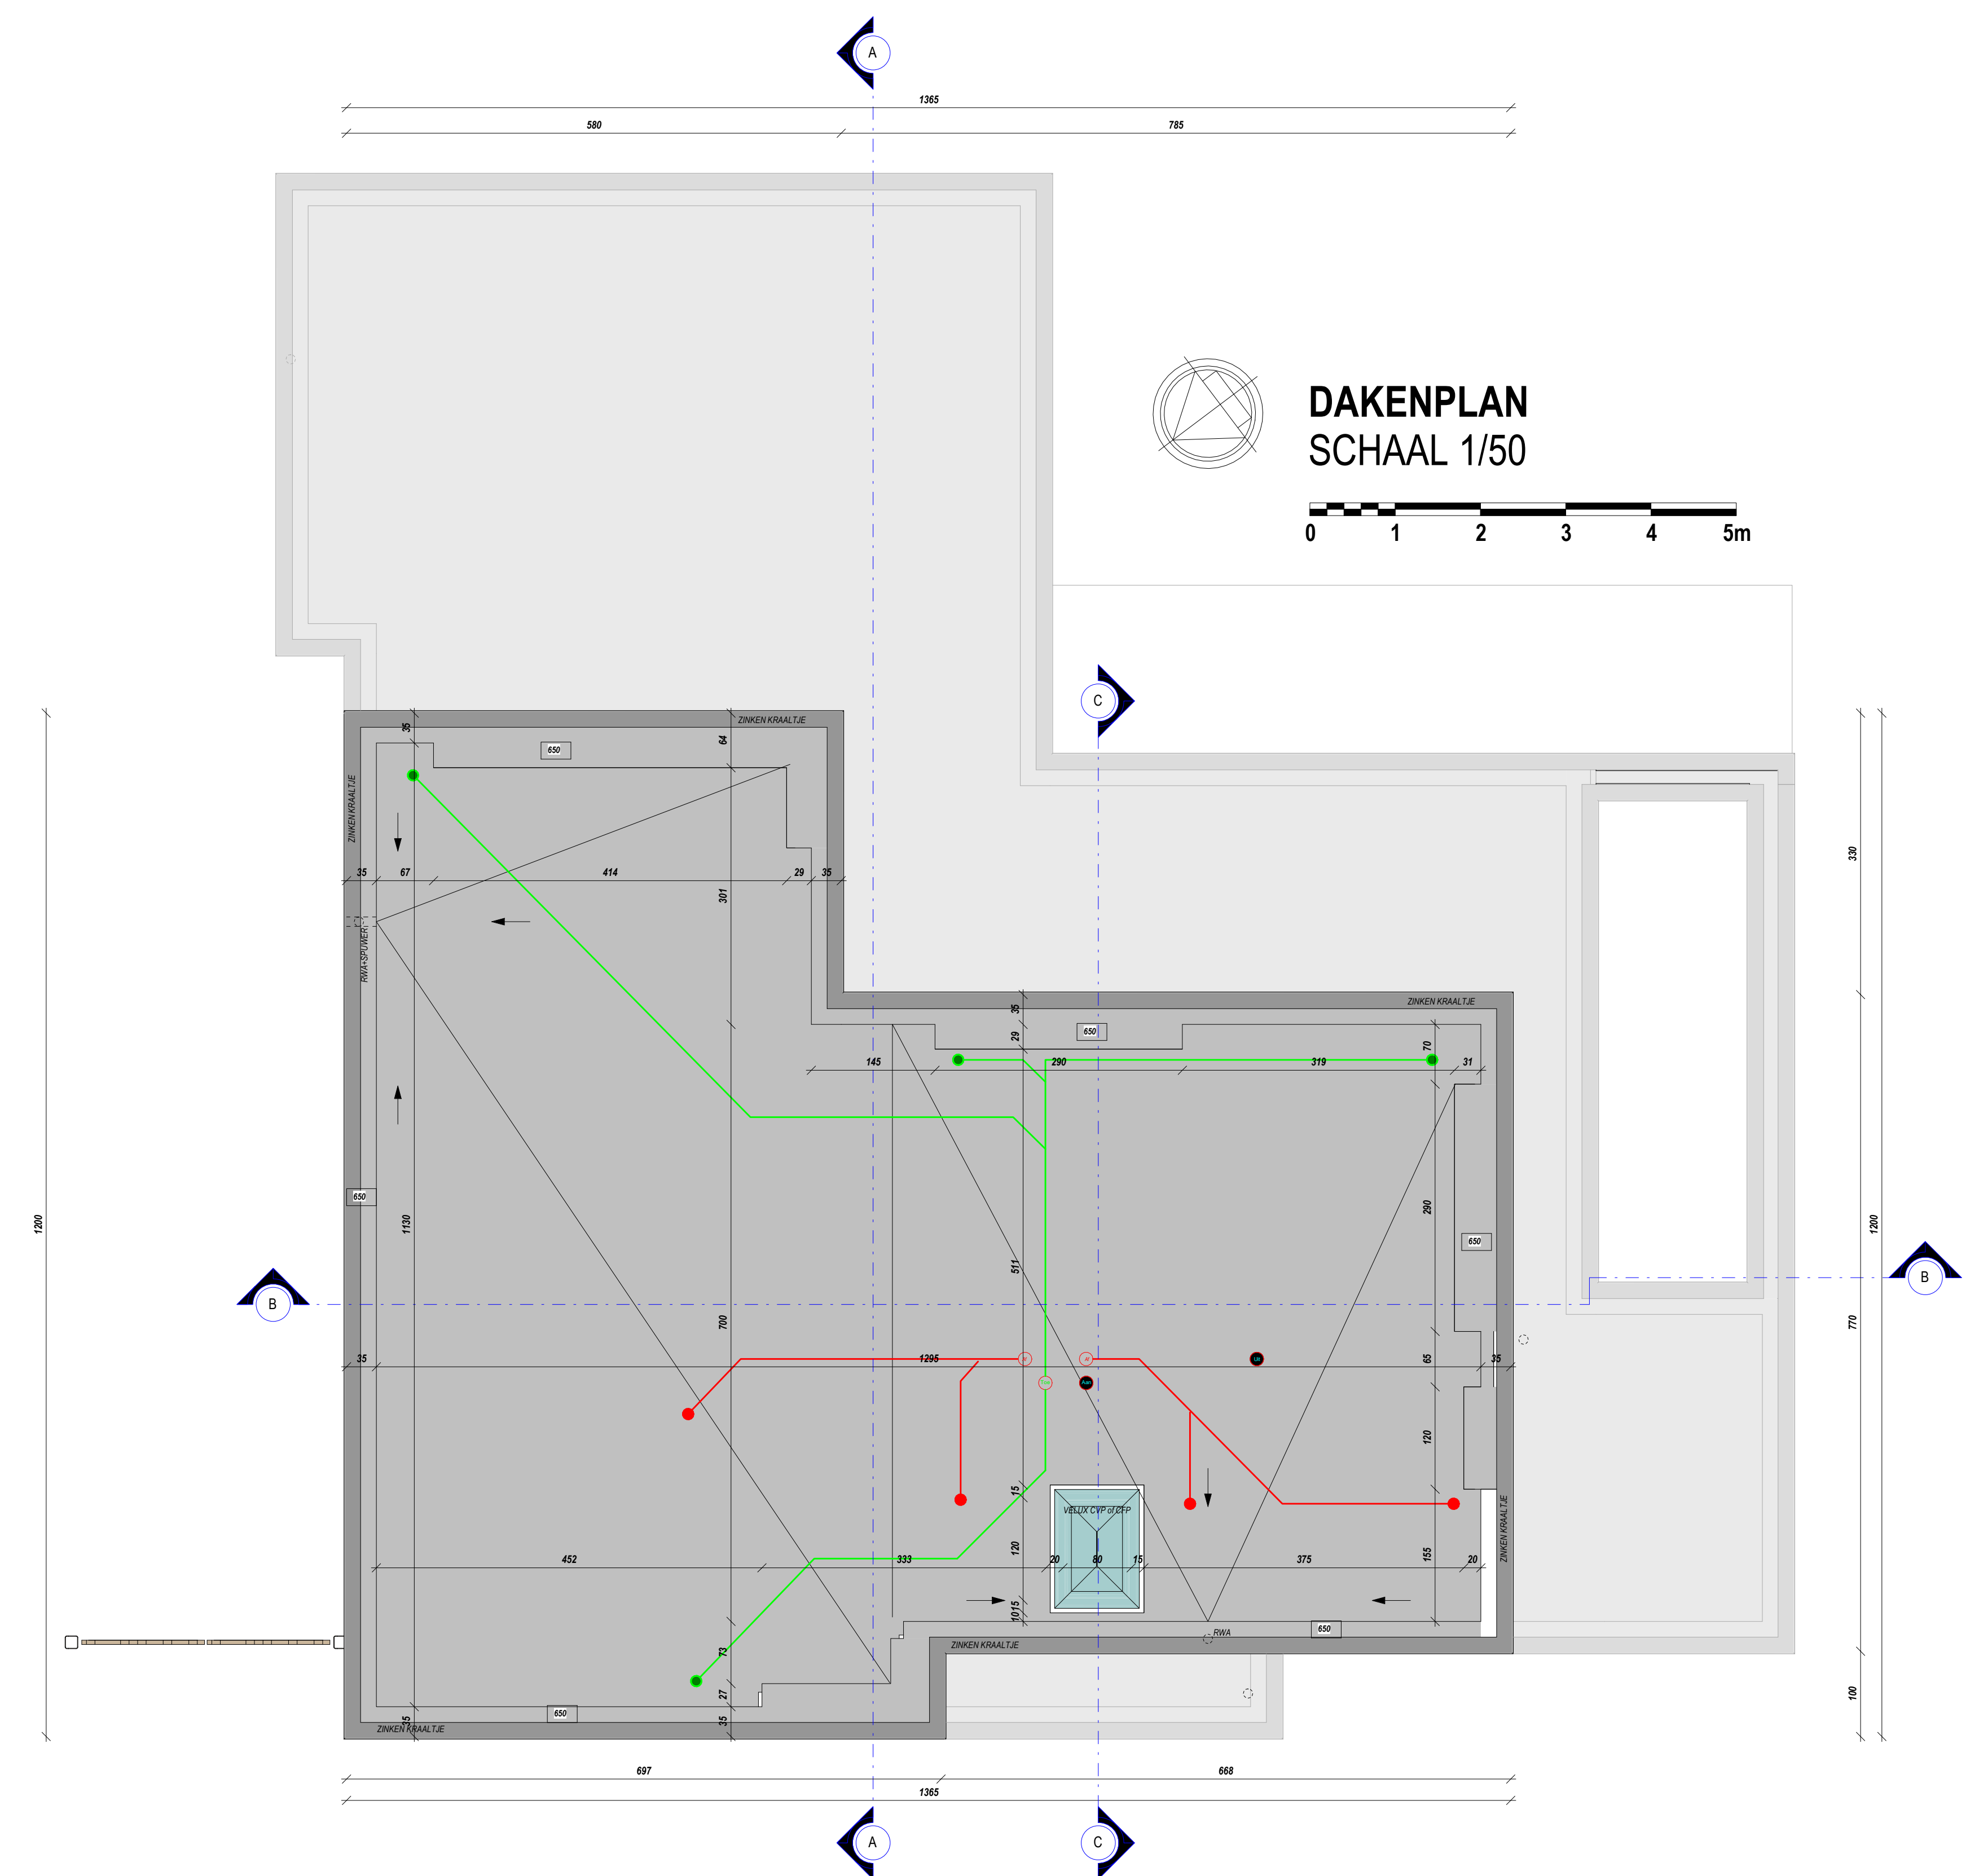 A
1365
580
785
DAKENPLAN
SCHAAL 1/50
0 1 2 3 4 5m
C
ZINKEN KRAALTJE
35
64
650
ZINKEN KRAALTJE
330
35 67 414 29 35
301
RWA+SPUWER
ZINKEN KRAALTJE
35
29
650
70
145 290 319 31
650
1200
1130
290
650
1200
511
B
B
700
770
35 1295 65 35
Uit
Aan
120
15
VELUX CVP of CFP
ZINKEN KRAALTJE
120
155
452 333 20 80 15 375 20
15
10
RWA
650
ZINKEN KRAALTJE
73
27
100
650
35
35
ZINKEN KRAALTJE
697
668
1365
A
C